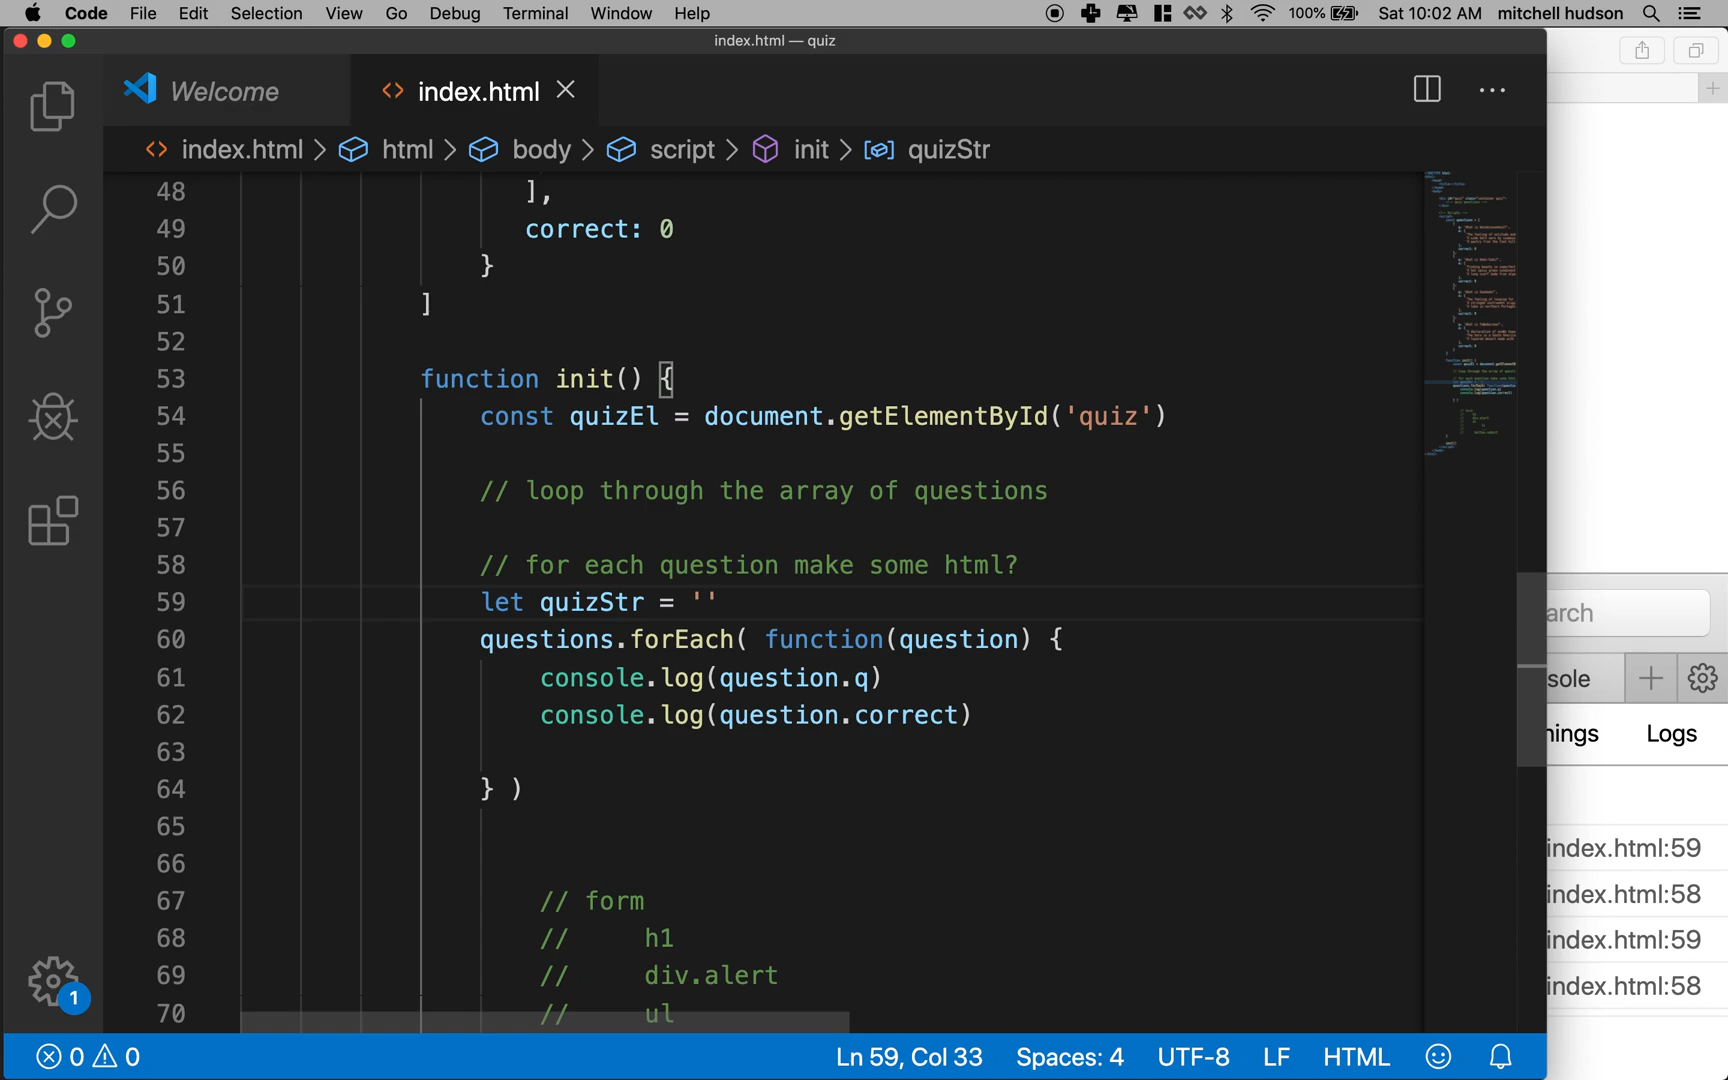 Code File Edit Selection View Go Debug Terminal Window Help 100% Sat 10:02 AM mitchell hudson
index.html — quiz
Welcome index.html
index.html > html > body > script > init > quizStr
48 ],
49 correct: 0
50 }
51 ]
52
53 function init() {
54 const quizEl = document.getElementById('quiz')
55
56 // loop through the array of questions
57
58 // for each question make some html?
59 let quizStr = ''
60 questions.forEach( function(question) {
61 console.log(question.q)
62 console.log(question.correct)
63
64 } )
65
66
67 // form
68 // h1
69 // div.alert
70 // ul
arch
sole
nings Logs
index.html:59
index.html:58
index.html:59
index.html:58
1
0 0 Ln 59, Col 33 Spaces: 4 UTF-8 LF HTML